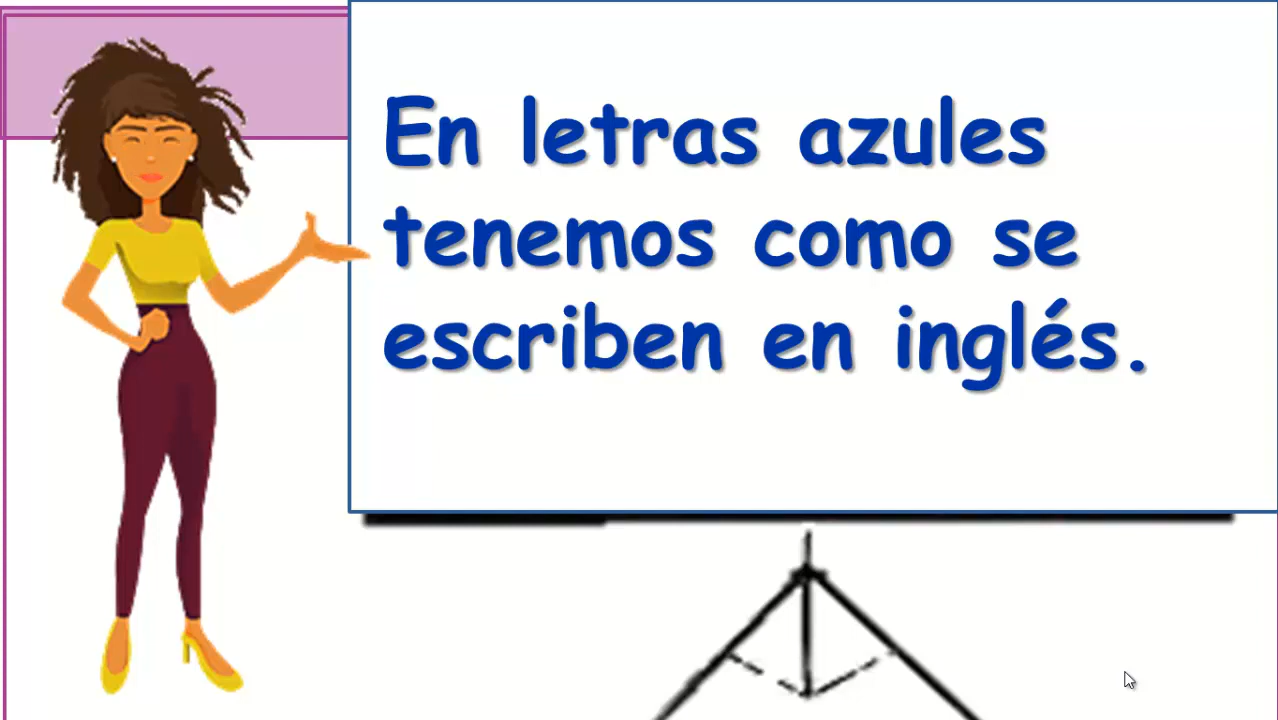 En letras azules
tenemos como se
escriben en inglés.